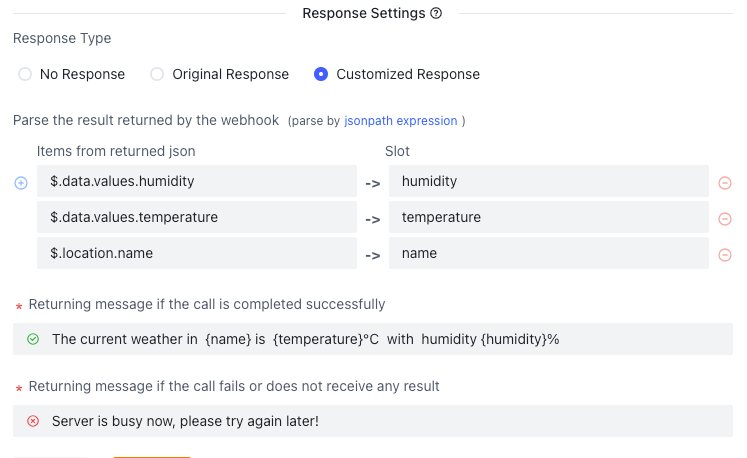 Response Settings
Response Type
No Response Original Response Customized Response
Parse the result returned by the webhook (parse by jsonpath expression )
Items from returned json Slot
$.data.values.humidity -> humidity
$.data.values.temperature -> temperature
$.location.name -> name
* Returning message if the call is completed successfully
The current weather in {name} is {temperature}°C with humidity {humidity}%
* Returning message if the call fails or does not receive any result
Server is busy now, please try again later!